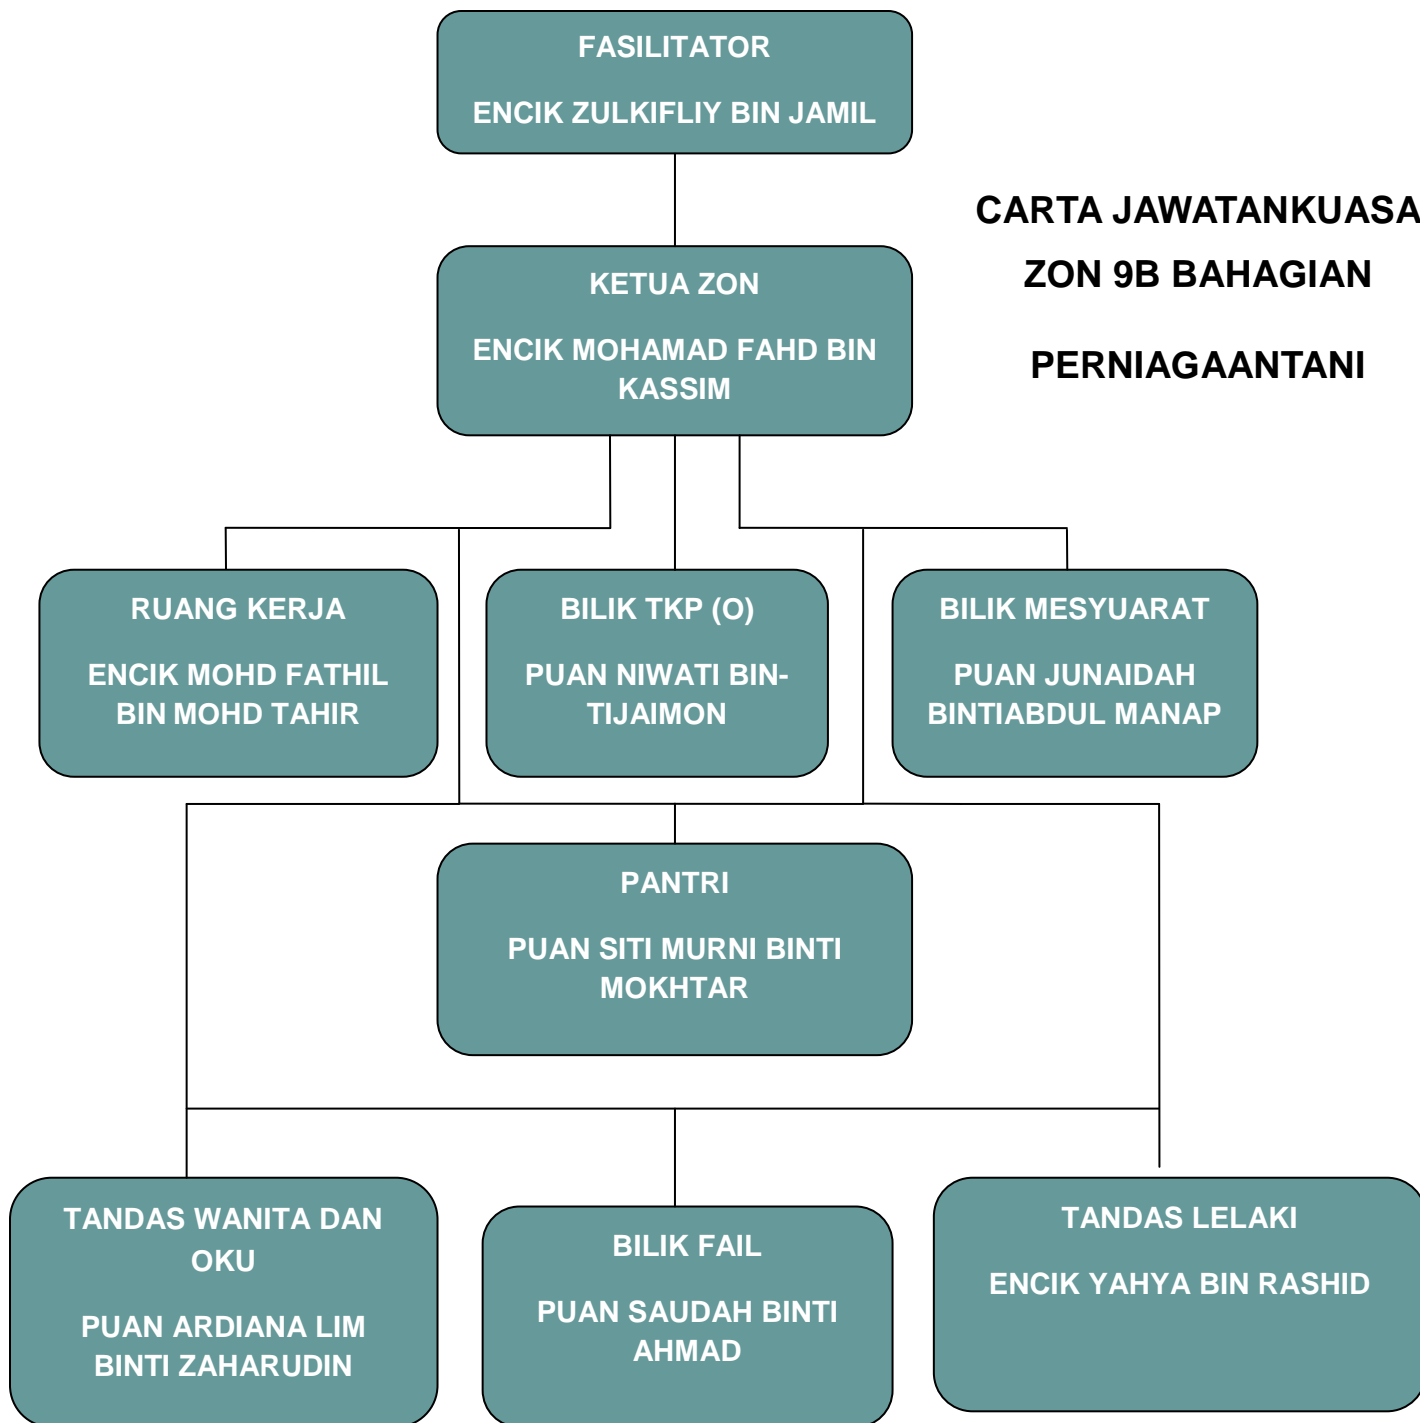 FASILITATOR
ENCIK ZULKIFLIY BIN JAMIL
CARTA JAWATANKUASA
ZON 9B BAHAGIAN
PERNIAGAANTANI
KETUA ZON
ENCIK MOHAMAD FAHD BIN
KASSIM
RUANG KERJA
ENCIK MOHD FATHIL
BIN MOHD TAHIR
BILIK TKP (O)
PUAN NIWATI BIN-
TIJAIMON
BILIK MESYUARAT
PUAN JUNAIDAH
BINTIABDUL MANAP
PANTRI
PUAN SITI MURNI BINTI
MOKHTAR
TANDAS WANITA DAN
OKU
PUAN ARDIANA LIM
BINTI ZAHARUDIN
BILIK FAIL
PUAN SAUDAH BINTI
AHMAD
TANDAS LELAKI
ENCIK YAHYA BIN RASHID